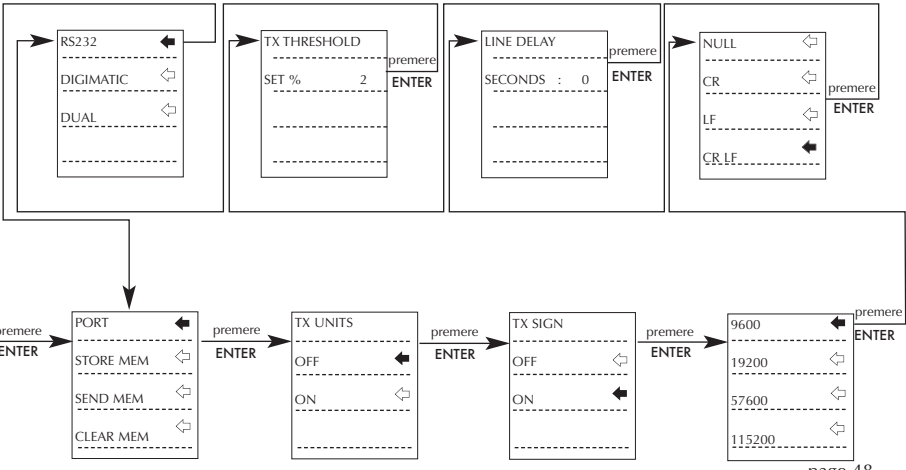 RS232
DIGIMATIC
DUAL
TX THRESHOLD
SET % 2
premere
ENTER
LINE DELAY
SECONDS : 0
premere
ENTER
NULL
CR
LF
CR LF
premere
ENTER
premere
ENTER
PORT
STORE MEM
SEND MEM
CLEAR MEM
premere
ENTER
TX UNITS
OFF
ON
premere
ENTER
TX SIGN
OFF
ON
premere
ENTER
9600
19200
57600
115200
premere
ENTER
page 48